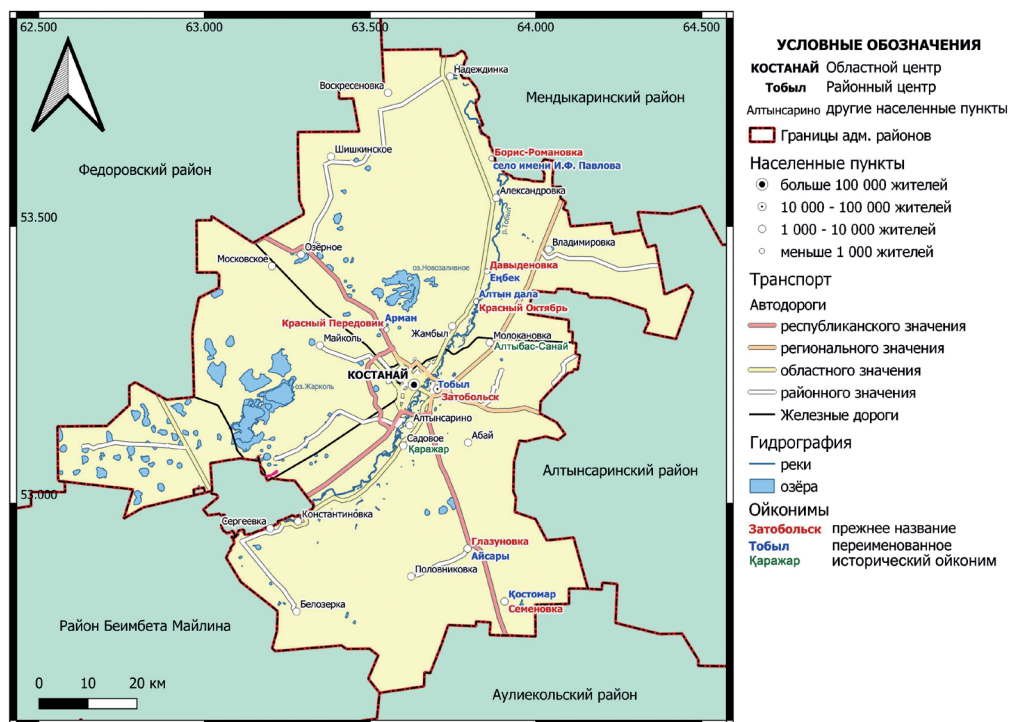 62.500 63.000 63.500 64.000 64.500
Надеждинка
Воскресеновка
Мендыкаринский район
Шишкинское
Борис-Романовка
село имени И.Ф. Павлова
Федоровский район
Александровка
53.500
р.Тобыл
Озёрное
Владимировка
Московское
Давыденовка
оз.Новозаливное
Еңбек
Алтын дала
Красный Октябрь
Арман
Красный Передовик
Жамбыл
Молокановка
Майколь
Алтыбас-Санай
КОСТАНАЙ
Тобыл
оз.Жарколь
Затобольск
Алтынсарино
Абай
Садовое
Қаражар
Алтынсаринский район
53.000
Константиновка
Сергеевка
Глазуновка
Айсары
Половниковка
Қостомар
Белозерка
Семеновка
Район Беимбета Майлина
0 10 20 км
Аулиекольский район
УСЛОВНЫЕ ОБОЗНАЧЕНИЯ
КОСТАНАЙ Областной центр
Тобыл Районный центр
Алтынсарино другие населенные пункты
Границы адм. районов
Населенные пункты
больше 100 000 жителей
10 000 - 100 000 жителей
1 000 - 10 000 жителей
меньше 1 000 жителей
Транспорт
Автодороги
республиканского значения
регионального значения
областного значения
районного значения
Железные дороги
Гидрография
реки
озёра
Ойконимы
Затобольск прежнее название
Тобыл переименованное
Қаражар исторический ойконим